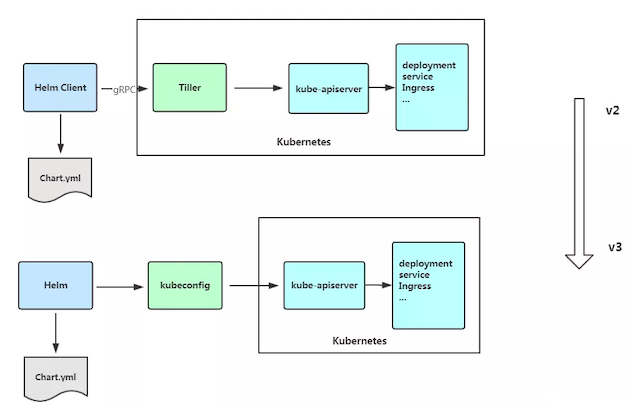 Helm Client
gRPC
Tiller
kube-apiserver
deployment
service
Ingress
...
Kubernetes
Chart.yml
v2
v3
Helm
kubeconfig
kube-apiserver
deployment
service
Ingress
...
Kubernetes
Chart.yml